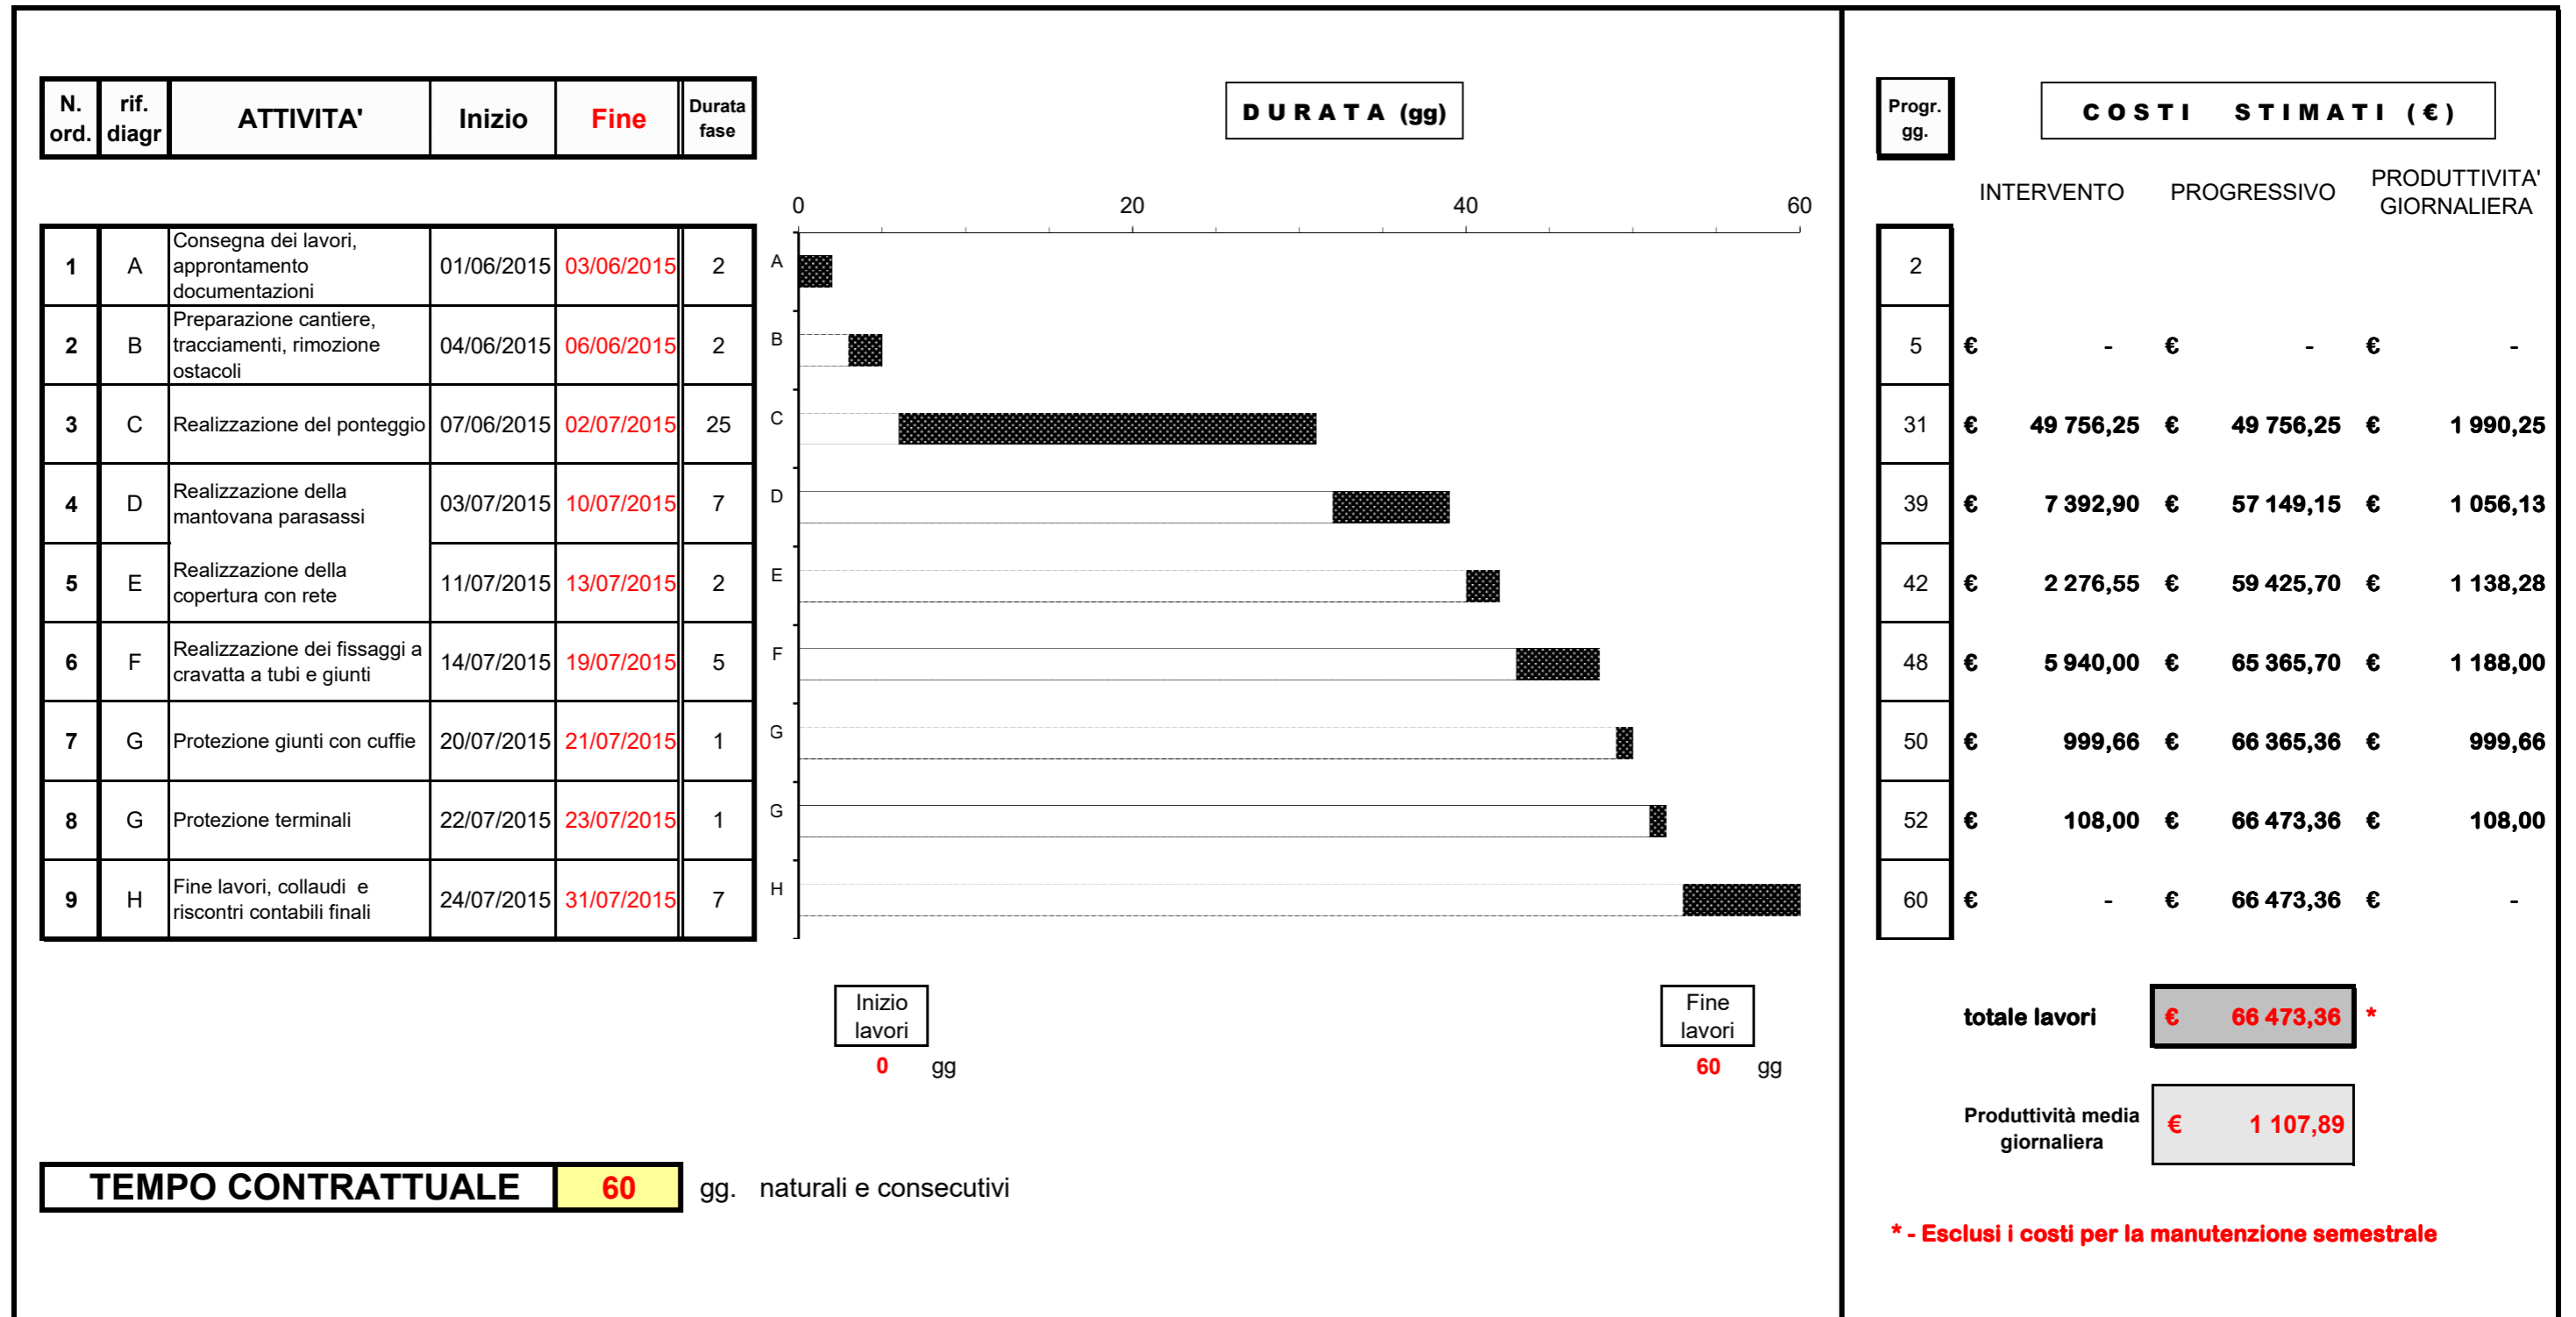 N. ord. rif. diagr ATTIVITA' Inizio Fine Durata fase
DURATA (gg)
Progr. gg. COSTI STIMATI (€)
INTERVENTO PROGRESSIVO PRODUTTIVITA' GIORNALIERA
0 20 40 60
1 A Consegna dei lavori, approntamento documentazioni 01/06/2015 03/06/2015 2 A 2
2 B Preparazione cantiere, tracciamenti, rimozione ostacoli 04/06/2015 06/06/2015 2 B 5 € - € - € -
3 C Realizzazione del ponteggio 07/06/2015 02/07/2015 25 C 31 € 49 756,25 € 49 756,25 € 1 990,25
4 D Realizzazione della mantovana parasassi 03/07/2015 10/07/2015 7 D 39 € 7 392,90 € 57 149,15 € 1 056,13
5 E Realizzazione della copertura con rete 11/07/2015 13/07/2015 2 E 42 € 2 276,55 € 59 425,70 € 1 138,28
6 F Realizzazione dei fissaggi a cravatta a tubi e giunti 14/07/2015 19/07/2015 5 F 48 € 5 940,00 € 65 365,70 € 1 188,00
7 G Protezione giunti con cuffie 20/07/2015 21/07/2015 1 G 50 € 999,66 € 66 365,36 € 999,66
8 G Protezione terminali 22/07/2015 23/07/2015 1 G 52 € 108,00 € 66 473,36 € 108,00
9 H Fine lavori, collaudi e riscontri contabili finali 24/07/2015 31/07/2015 7 H 60 € - € 66 473,36 € -
Inizio lavori
0 gg
Fine lavori
60 gg
totale lavori € 66 473,36 *
Produttività media giornaliera € 1 107,89
TEMPO CONTRATTUALE 60 gg. naturali e consecutivi
* - Esclusi i costi per la manutenzione semestrale